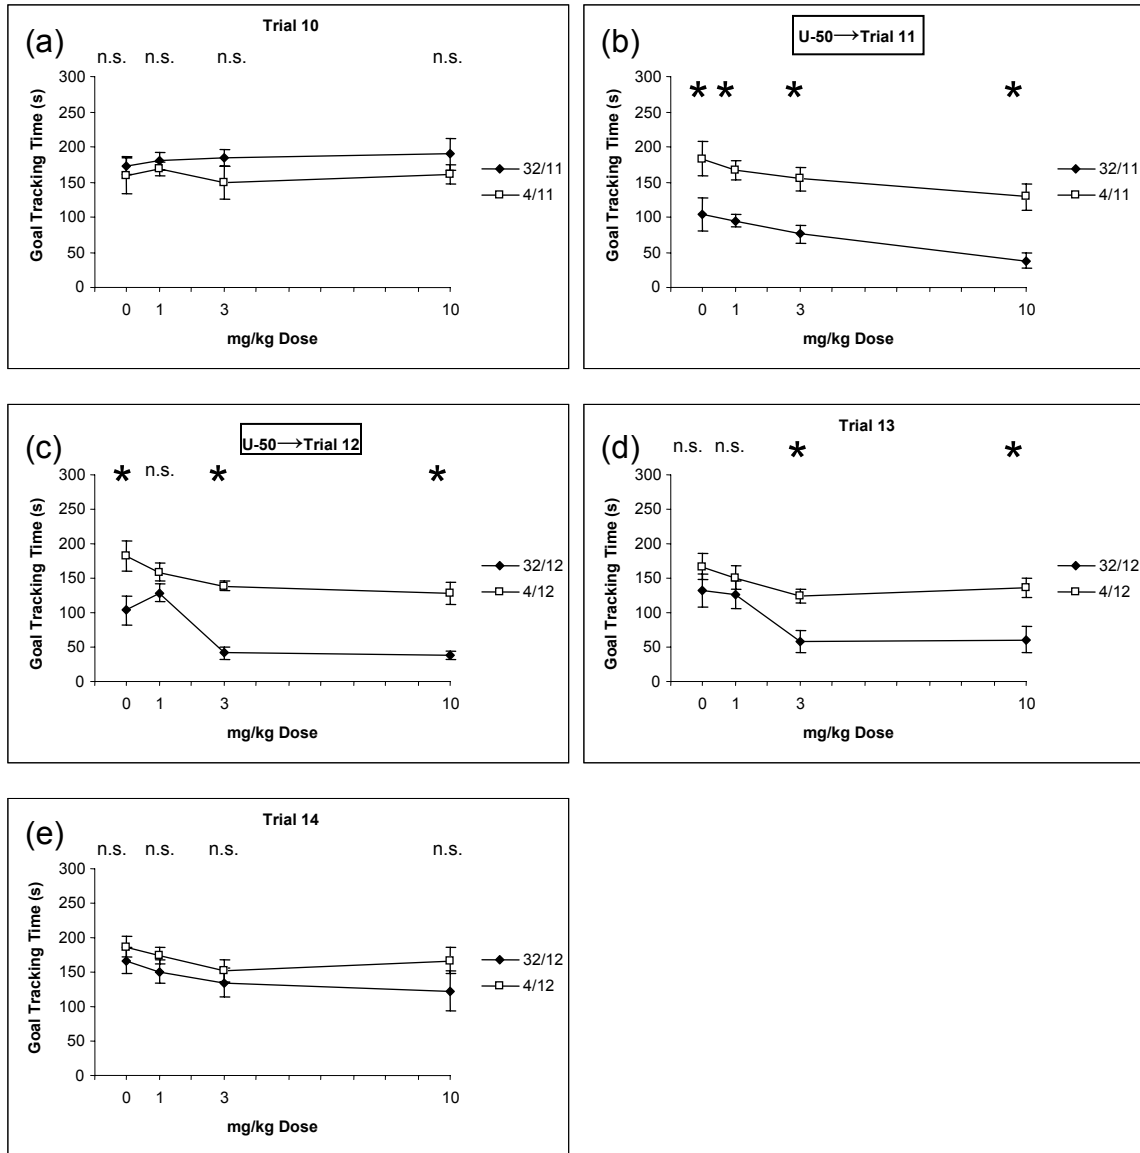 (a)
Trial 10
n.s. n.s. n.s. n.s.
300
250
200
150
100
50
0
Goal Tracking Time (s)
0 1 3 10
mg/kg Dose
32/11
4/11
(b)
U-50→Trial 11
* * * *
300
250
200
150
100
50
0
Goal Tracking Time (s)
0 1 3 10
mg/kg Dose
32/11
4/11
(c)
U-50→Trial 12
* n.s. * *
300
250
200
150
100
50
0
Goal Tracking Time (s)
0 1 3 10
mg/kg Dose
32/12
4/12
(d)
Trial 13
n.s. n.s. * *
300
250
200
150
100
50
0
Goal Tracking Time (s)
0 1 3 10
mg/kg Dose
32/12
4/12
(e)
Trial 14
n.s. n.s. n.s. n.s.
300
250
200
150
100
50
0
Goal Tracking Time (s)
0 1 3 10
mg/kg Dose
32/12
4/12